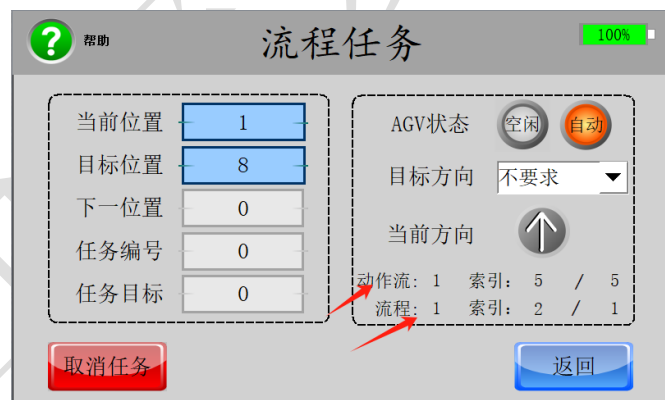 帮助
流程任务
100%
当前位置 1
目标位置 8
下一位置 0
任务编号 0
任务目标 0
AGV状态 空闲 自动
目标方向 不要求
当前方向
动作流: 1 索引: 5 / 5
流程: 1 索引: 2 / 1
取消任务
返回